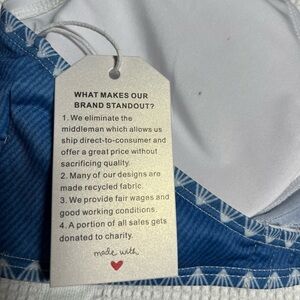 WHAT MAKES OUR
BRAND STANDOUT?
1. We eliminate the
middleman which allows us
ship direct-to-consumer and
offer a great price without
sacrificing quality.
2. Many of our designs are
made recycled fabric.
3. We provide fair wages and
good working conditions.
4. A portion of all sales gets
donated to charity.
made with